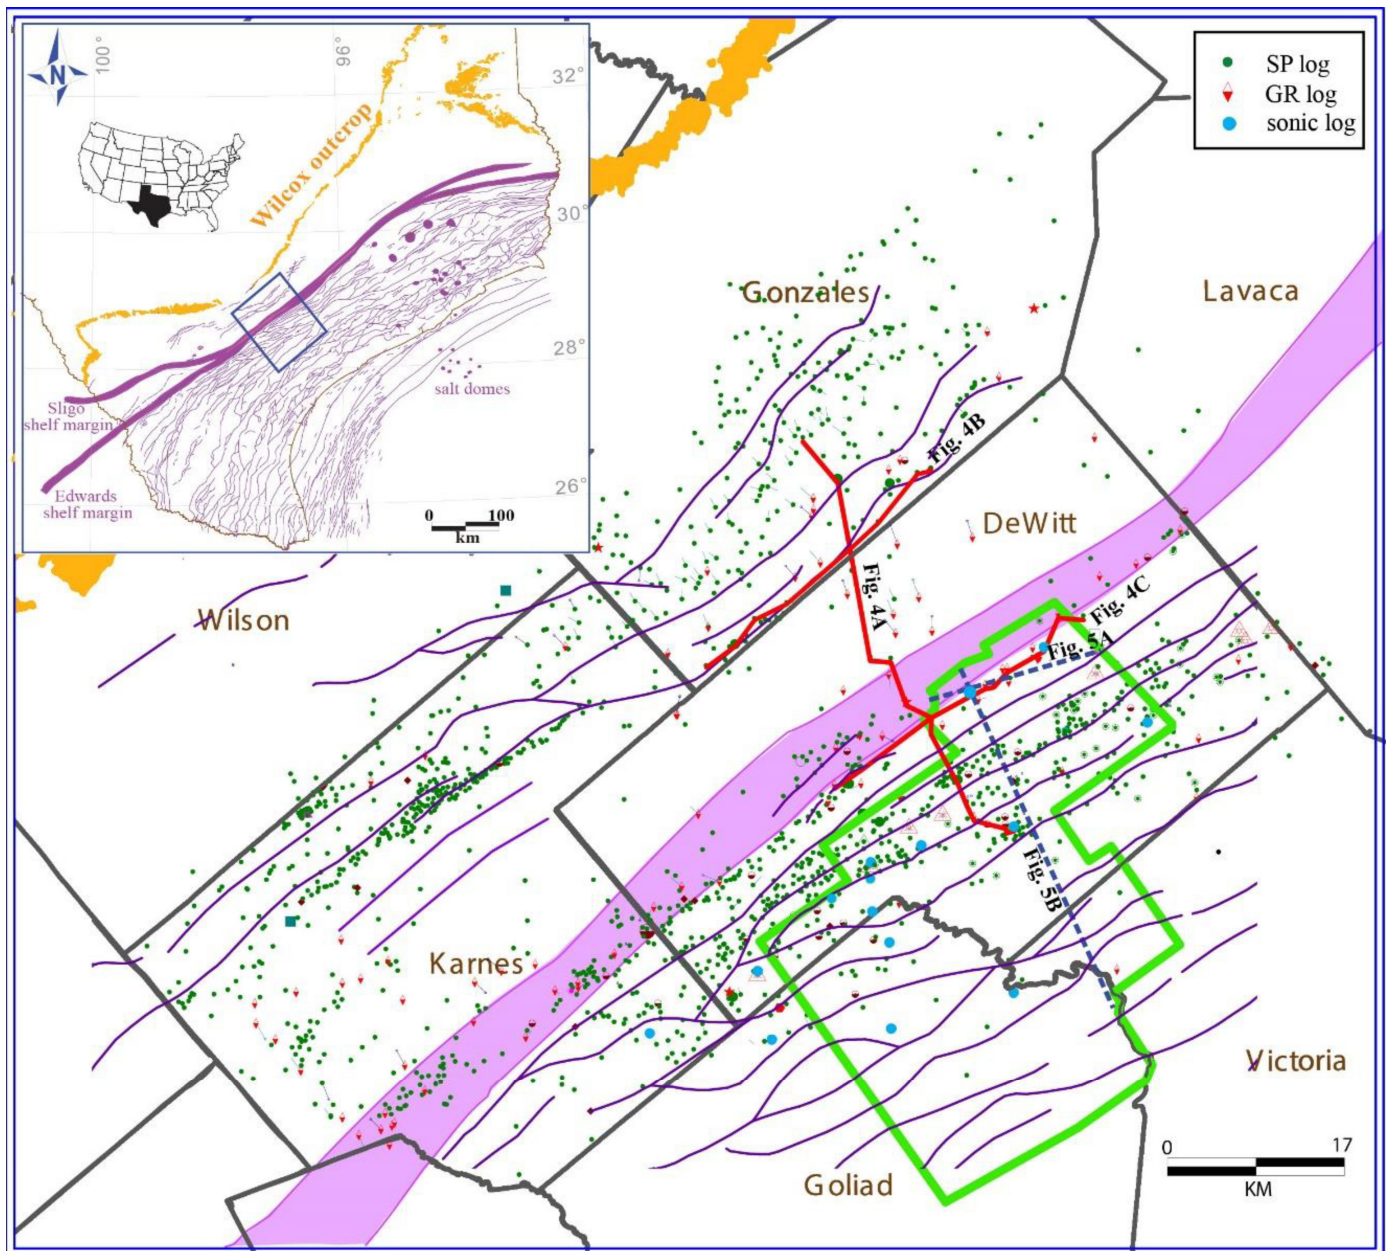 SP log
GR log
sonic log
N
100°
96°
32°
30°
28°
26°
Wilcox outcrop
Sligo
shelf margin
Edwards
shelf margin
salt domes
0 100
km
Gonzales
Lavaca
DeWitt
Wilson
Karnes
Goliad
Victoria
Fig. 4B
Fig. 4A
Fig. 4C
Fig. 5A
Fig. 5B
0 17
KM